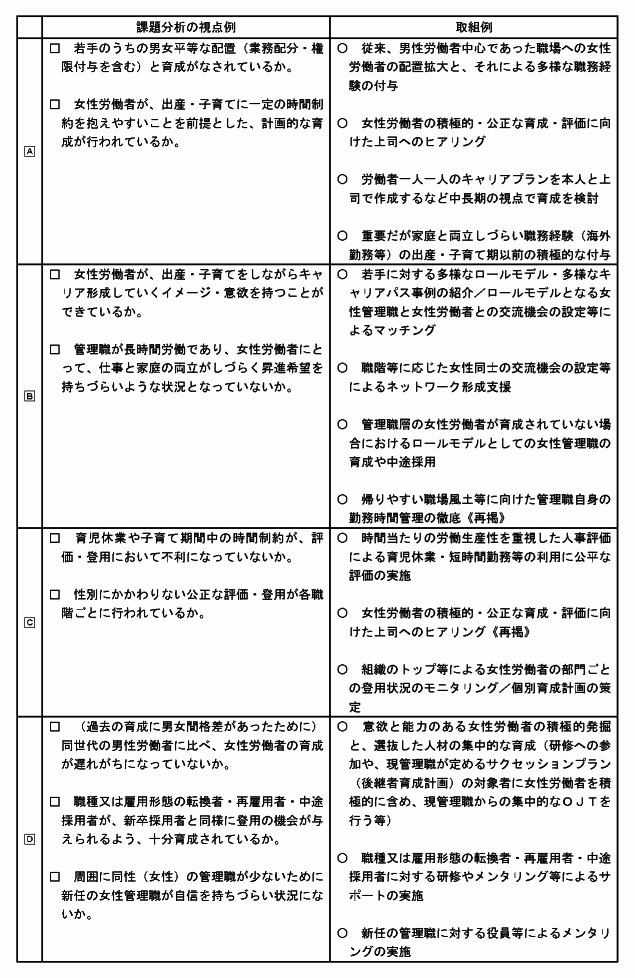 課題分析の視点例
取組例
A
□ 若手のうちの男女平等な配置（業務配分・権
限付与を含む）と育成がなされているか。
□ 女性労働者が、出産・子育てに一定の時間制
約を抱えやすいことを前提とした、計画的な育
成が行われているか。
○ 従来、男性労働者中心であった職場への女性
労働者の配置拡大と、それによる多様な職務経
験の付与
○ 女性労働者の積極的・公正な育成・評価に向
けた上司へのヒアリング
○ 労働者一人一人のキャリアプランを本人と上
司で作成するなど中長期の視点で育成を検討
○ 重要だが家庭と両立しづらい職務経験（海外
勤務等）の出産・子育て期以前の積極的な付与
B
□ 女性労働者が、出産・子育てをしながらキャ
リア形成していくイメージ・意欲を持つことが
できているか。
□ 管理職が長時間労働であり、女性労働者にと
って、仕事と家庭の両立がしづらく昇進希望を
持ちづらいような状況となっていないか。
○ 若手に対する多様なロールモデル・多様なキ
ャリアパス事例の紹介／ロールモデルとなる女
性管理職と女性労働者との交流機会の設定等に
よるマッチング
○ 職階等に応じた女性同士の交流機会の設定等
によるネットワーク形成支援
○ 管理職層の女性労働者が育成されていない場
合におけるロールモデルとしての女性管理職の
育成や中途採用
○ 帰りやすい職場風土等に向けた管理職自身の
勤務時間管理の徹底《再掲》
C
□ 育児休業や子育て期間中の時間制約が、評
価・登用において不利になっていないか。
□ 性別にかかわりない公正な評価・登用が各職
階ごとに行われているか。
○ 時間当たりの労働生産性を重視した人事評価
による育児休業・短時間勤務等の利用に公平な
評価の実施
○ 女性労働者の積極的・公正な育成・評価に向
けた上司へのヒアリング《再掲》
○ 組織のトップ等による女性労働者の部門ごと
の登用状況のモニタリング／個別育成計画の策
定
D
□ （過去の育成に男女間格差があったために）
同世代の男性労働者に比べ、女性労働者の育成
が遅れがちになっていないか。
□ 職種又は雇用形態の転換者・再雇用者・中途
採用者が、新卒採用者と同様に登用の機会が与
えられるよう、十分育成されているか。
□ 周囲に同性（女性）の管理職が少ないために
新任の女性管理職が自信を持ちづらい状況にな
いか。
○ 意欲と能力のある女性労働者の積極的発掘
と、選抜した人材の集中的な育成（研修への参
加や、現管理職が定めるサクセッションプラン
（後継者育成計画）の対象者に女性労働者を積
極的に含め、現管理職からの集中的なＯＪＴを
行う等）
○ 職種又は雇用形態の転換者・再雇用者・中途
採用者に対する研修やメンタリング等によるサ
ポートの実施
○ 新任の管理職に対する役員等によるメンタリ
ングの実施